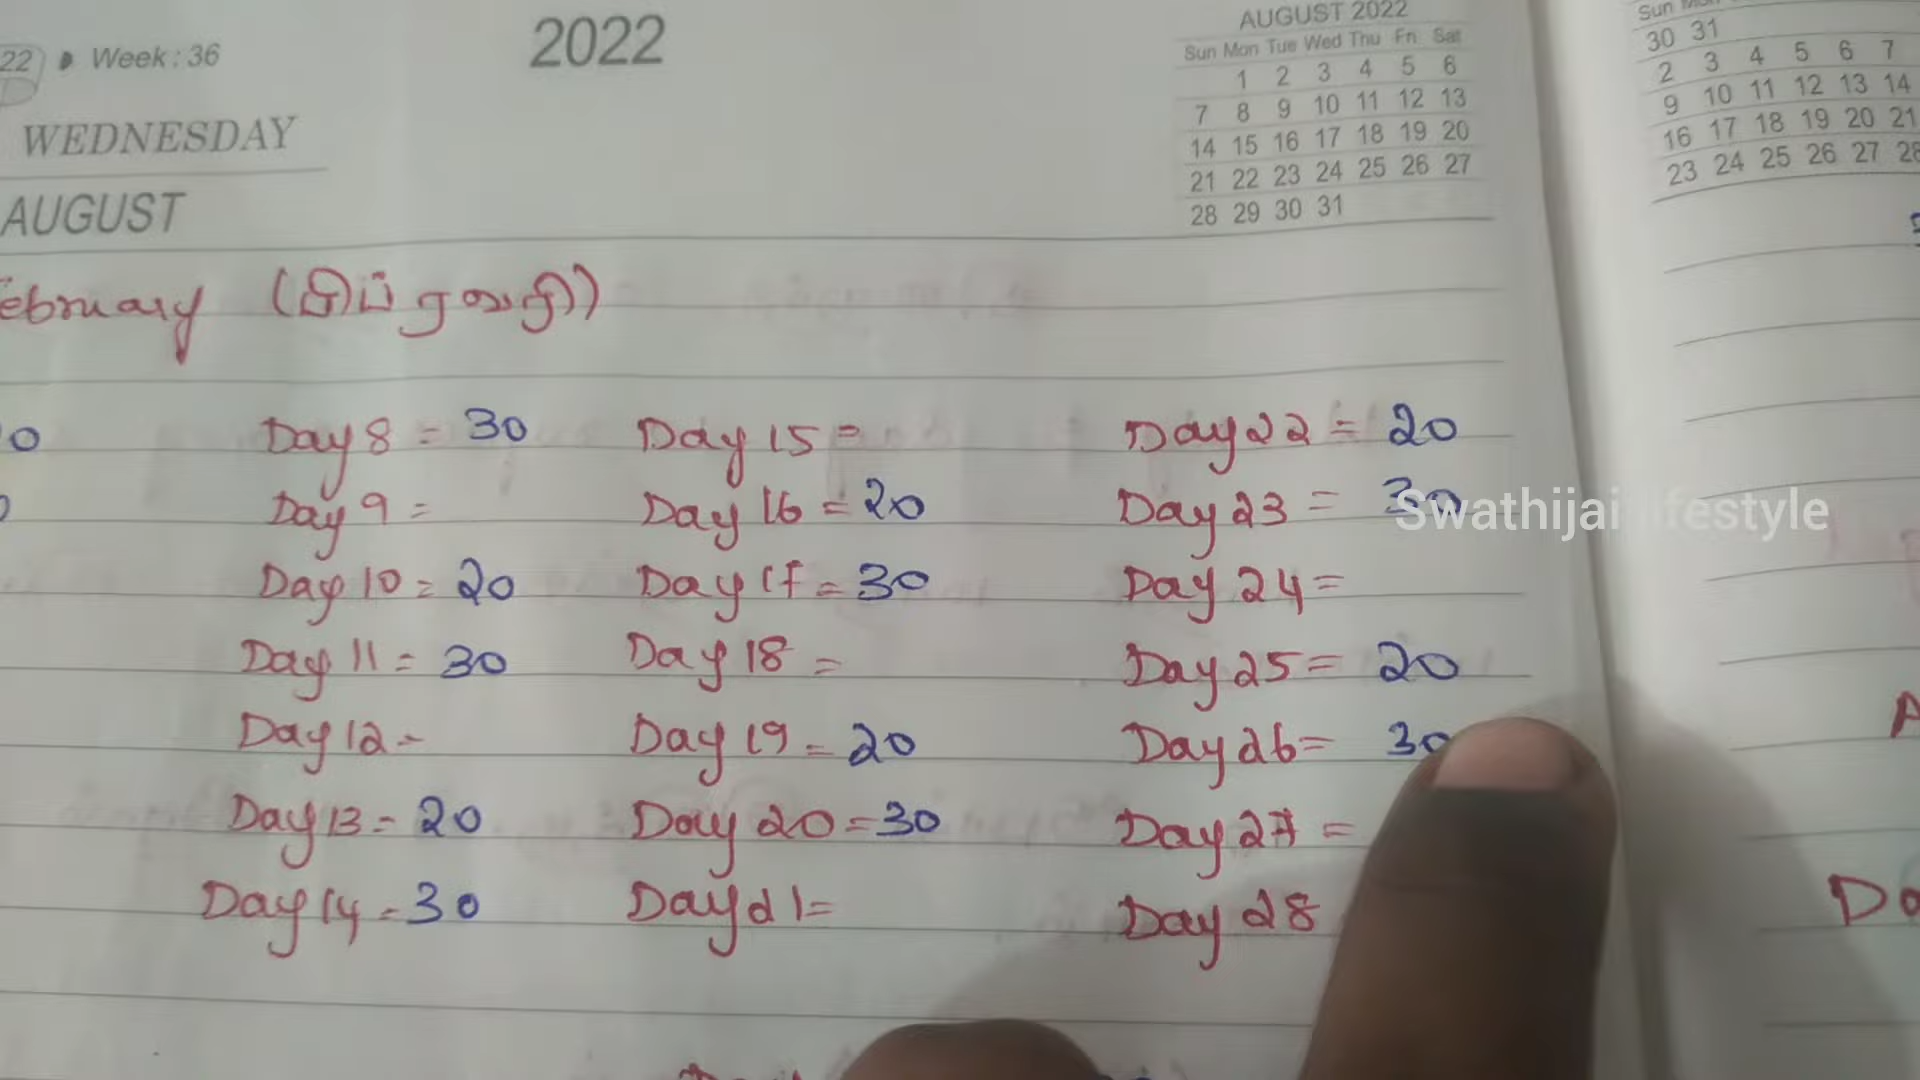 22 Week : 36
2022
WEDNESDAY
AUGUST
AUGUST 2022
Sun Mon Tue Wed Thu Fri Sat
1 2 3 4 5 6
7 8 9 10 11 12 13
14 15 16 17 18 19 20
21 22 23 24 25 26 27
28 29 30 31
Sun
30 31
2 3 4 5 6 7
9 10 11 12 13 14
16 17 18 19 20 21
23 24 25 26 27 28
ebruary (பிப்ரவரி)
0 Day 8 = 30 Day 15 = Day 22 = 20
Day 9 = Day 16 = 20 Day 23 = 30
Day 10 = 20 Day 17 = 30 Day 24 =
Day 11 = 30 Day 18 = Day 25 = 20
Day 12 - Day 19 - 20 Day 26 = 30
Day 13 - 20 Day 20 = 30 Day 27 =
Day 14 - 30 Day 21 = Day 28
Swathijai lifestyle